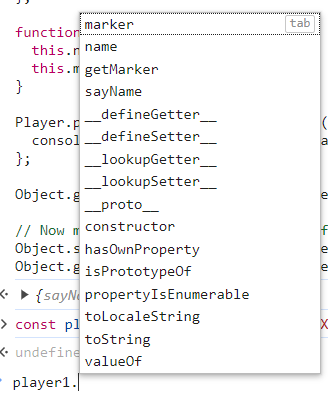 };
marker tab
function
name
this.
getMarker
this.m
sayName
}
__defineGetter__
Player.p (
__defineSetter__
consol a
__lookupGetter__
};
__lookupSetter__
__proto__
Object.g e
constructor
hasOwnProperty
// Now m f
isPrototypeOf
Object.s e
Object.g e
propertyIsEnumerable
{sayNa
toLocaleString
> const pl X
toString
undefine
valueOf
player1.